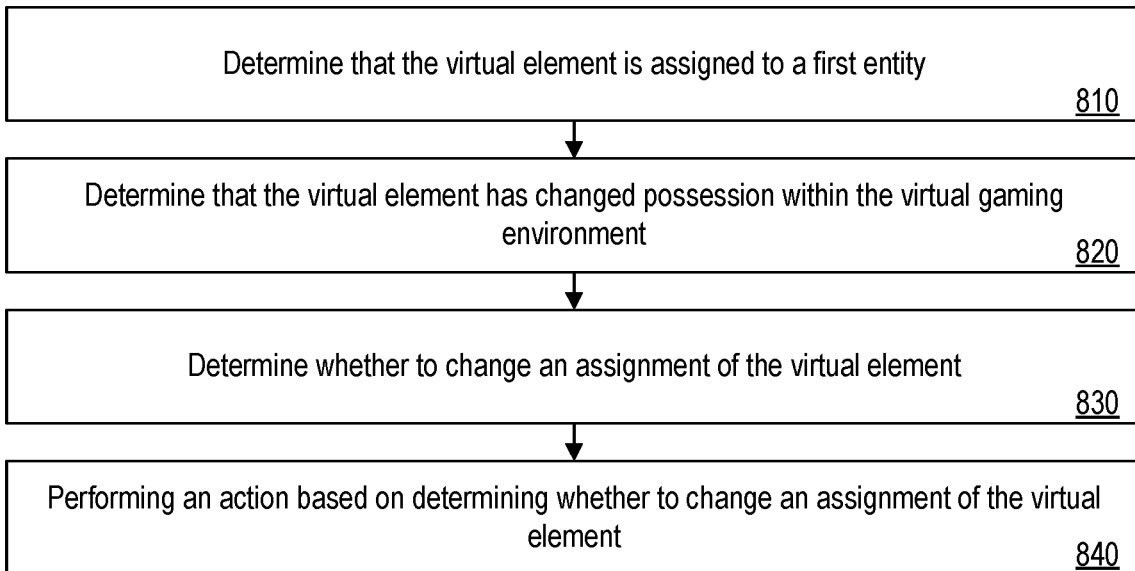 Determine that the virtual element is assigned to a first entity
810
Determine that the virtual element has changed possession within the virtual gaming
environment
820
Determine whether to change an assignment of the virtual element
830
Performing an action based on determining whether to change an assignment of the virtual
element
840